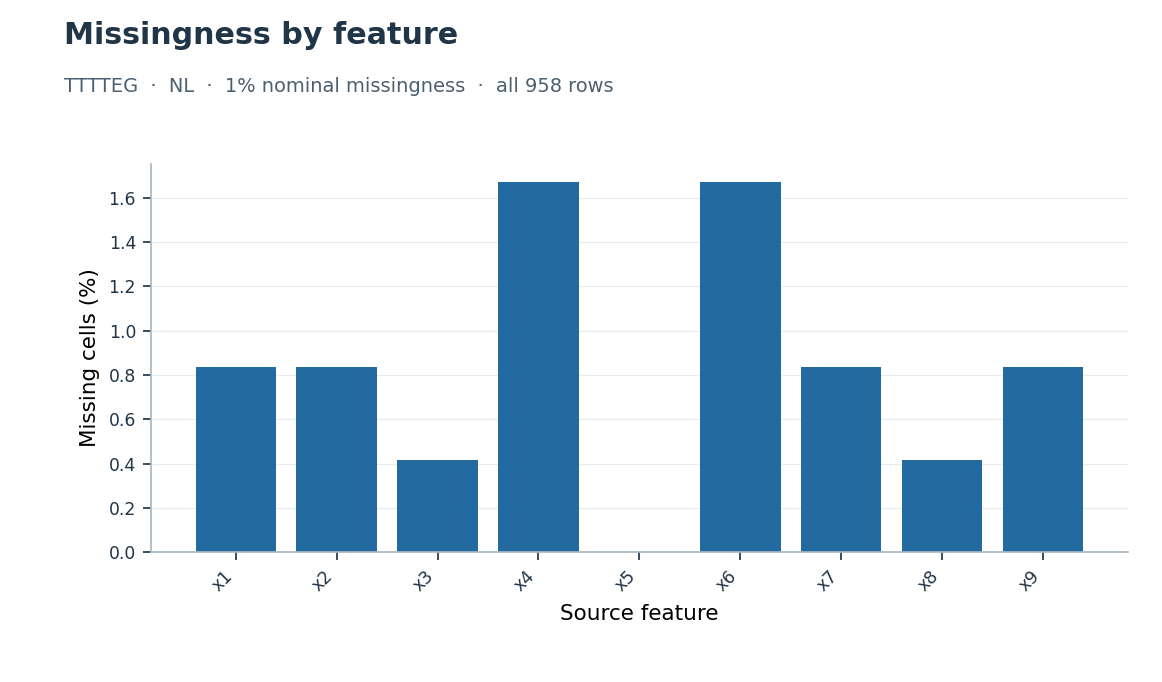 Missingness by feature
TTTTEG · NL · 1% nominal missingness · all 958 rows
Missing cells (%)
1.6
1.4
1.2
1.0
0.8
0.6
0.4
0.2
0.0
x1 x2 x3 x4 x5 x6 x7 x8 x9
Source feature